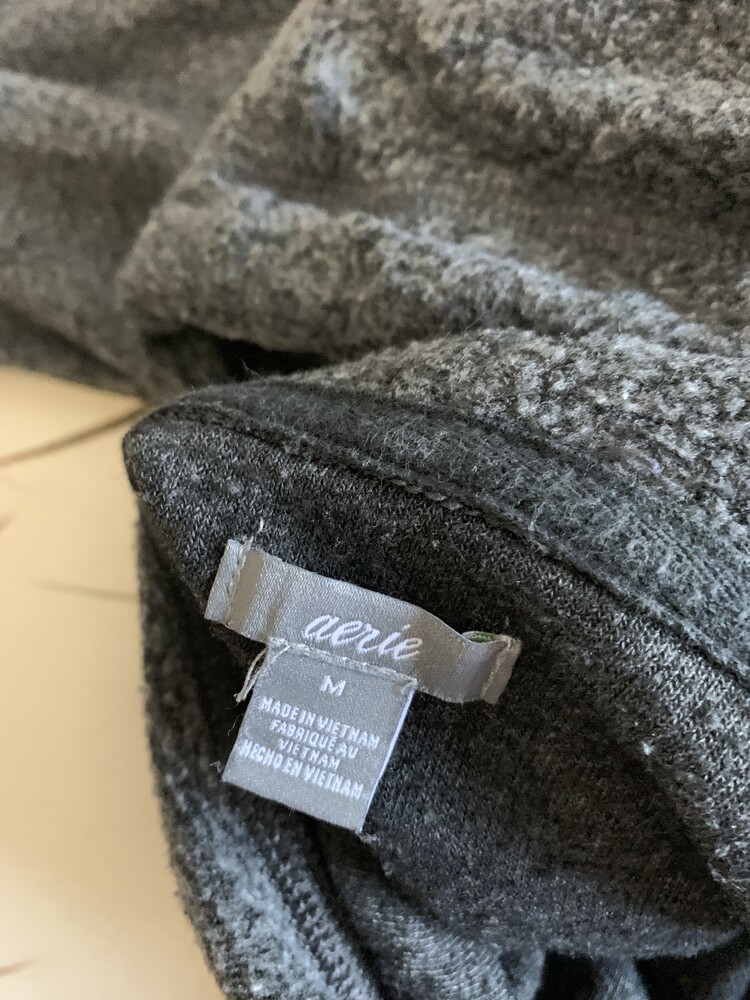 aerie
M
MADE IN VIETNAM
FABRIQUÉ AU
VIETNAM
HECHO EN VIETNAM